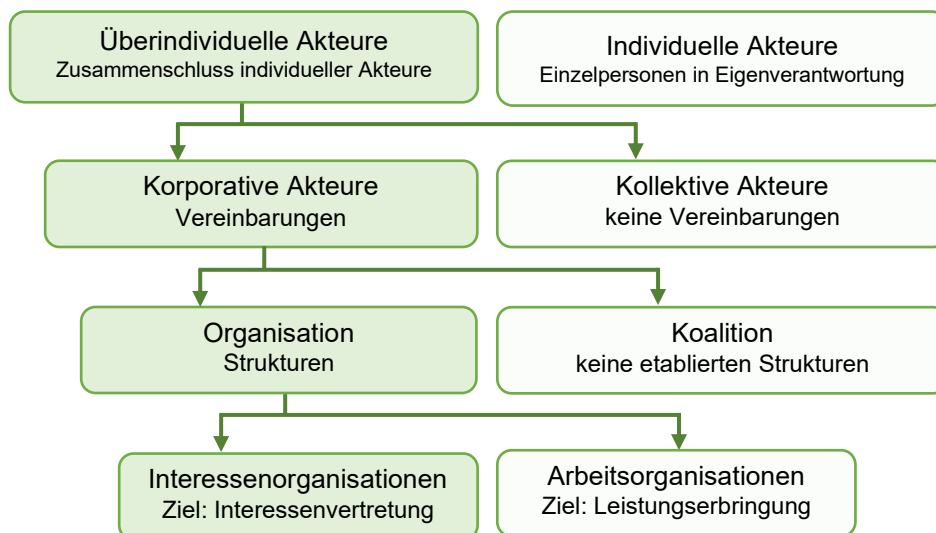 Überindividuelle Akteure
Zusammenschluss individueller Akteure
Individuelle Akteure
Einzelpersonen in Eigenverantwortung
Korporative Akteure
Vereinbarungen
Kollektive Akteure
keine Vereinbarungen
Organisation
Strukturen
Koalition
keine etablierten Strukturen
Interessenorganisationen
Ziel: Interessenvertretung
Arbeitsorganisationen
Ziel: Leistungserbringung